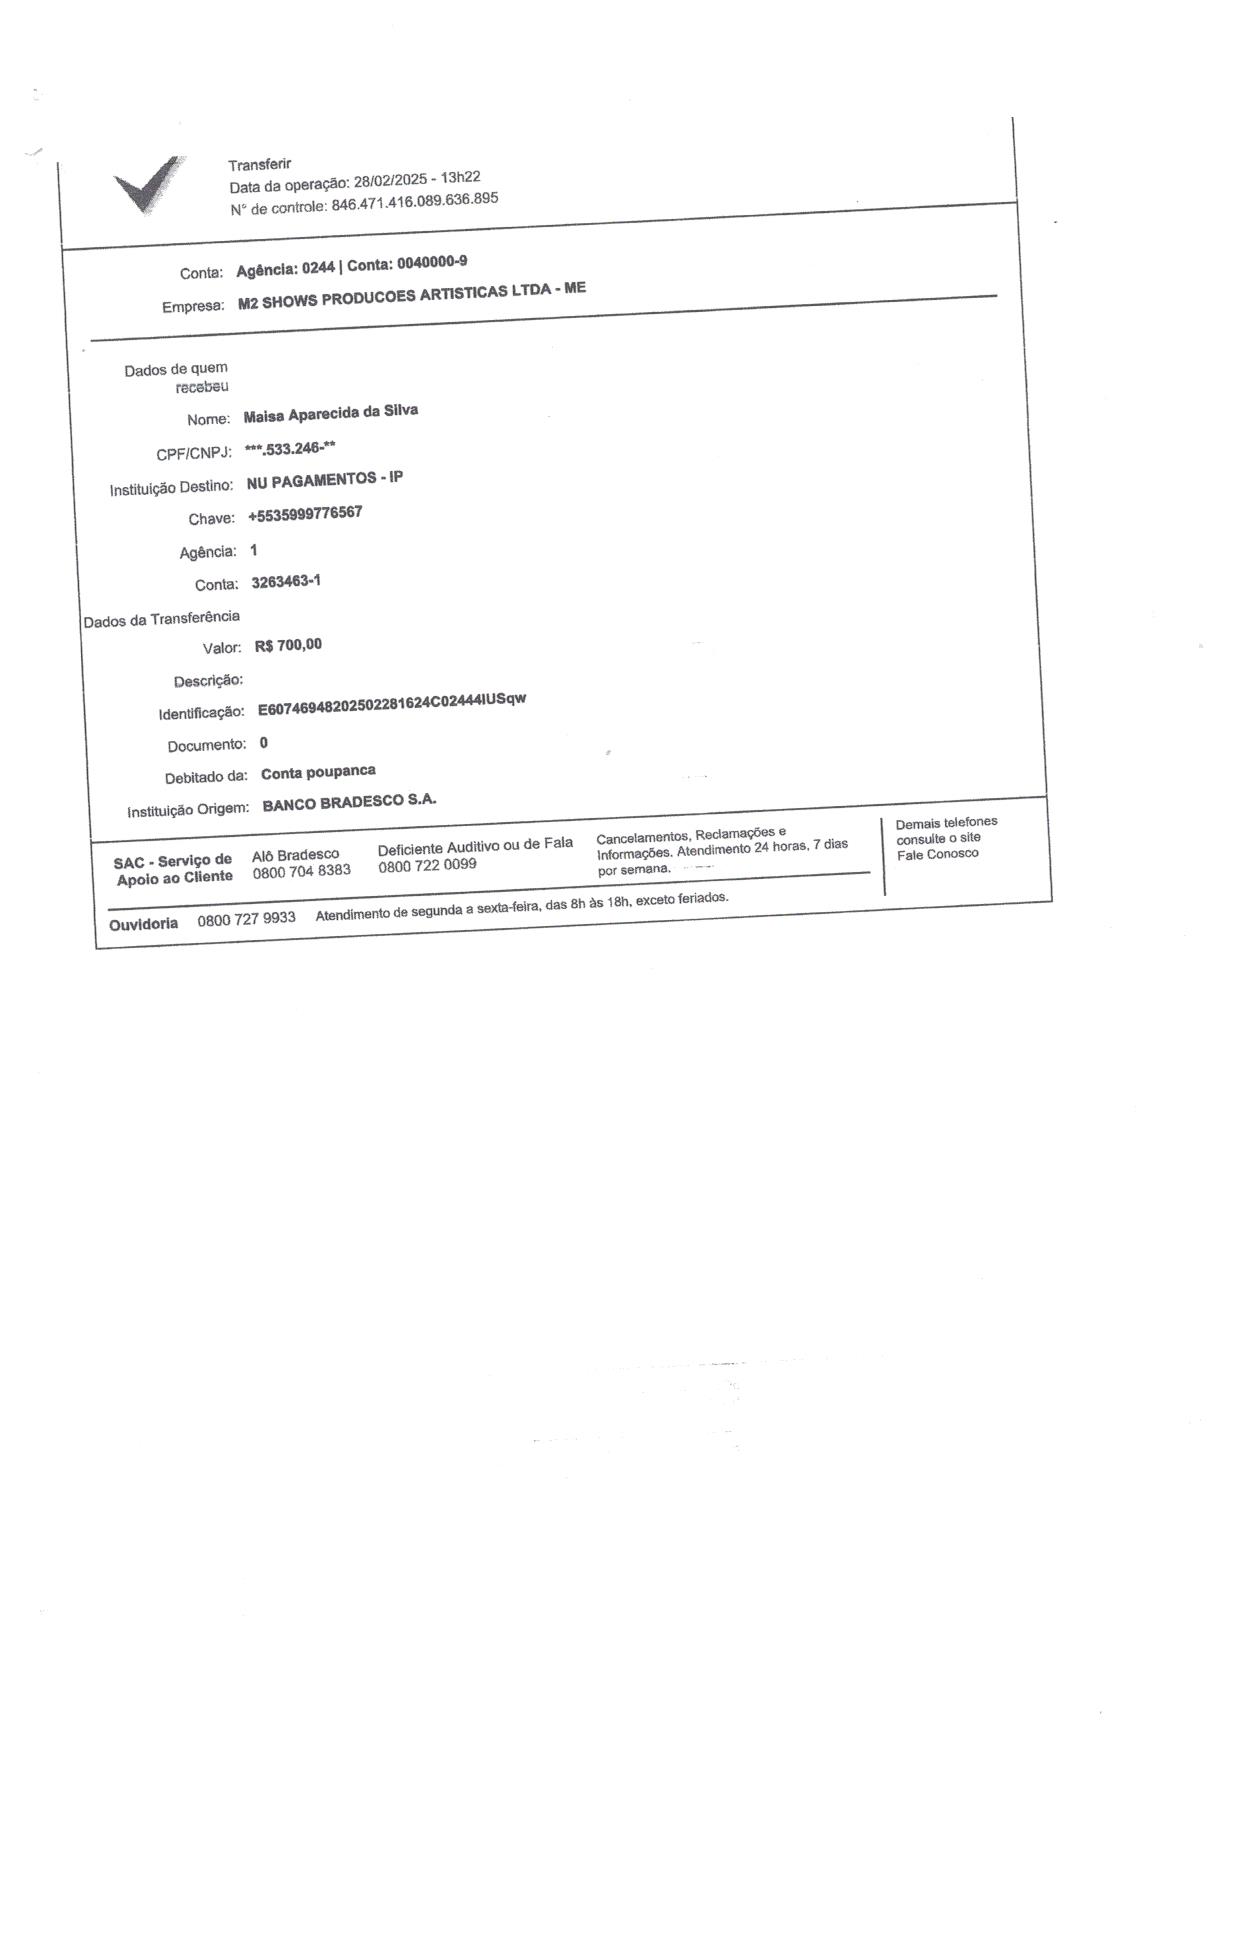 Transferir
Data da operação: 28/02/2025 - 13h22
N° de controle: 846.471.416.089.636.895
Conta: Agência: 0244 | Conta: 0040000-9
Empresa: M2 SHOWS PRODUCOES ARTISTICAS LTDA - ME
Dados de quem
recebeu
Nome: Maisa Aparecida da Silva
CPF/CNPJ: ***.533.246-**
Instituição Destino: NU PAGAMENTOS - IP
Chave: +5535999776567
Agência: 1
Conta: 3263463-1
Dados da Transferência
Valor: R$ 700,00
Descrição:
Identificação: E60746948202502281624C02444IUSqw
Documento: 0
Debitado da: Conta poupanca
Instituição Origem: BANCO BRADESCO S.A.
SAC - Serviço de
Apoio ao Cliente
Alô Bradesco
0800 704 8383
Deficiente Auditivo ou de Fala
0800 722 0099
Cancelamentos, Reclamações e
Informações. Atendimento 24 horas, 7 dias
por semana.
Demais telefones
consulte o site
Fale Conosco
Ouvidoria 0800 727 9933 Atendimento de segunda a sexta-feira, das 8h às 18h, exceto feriados.